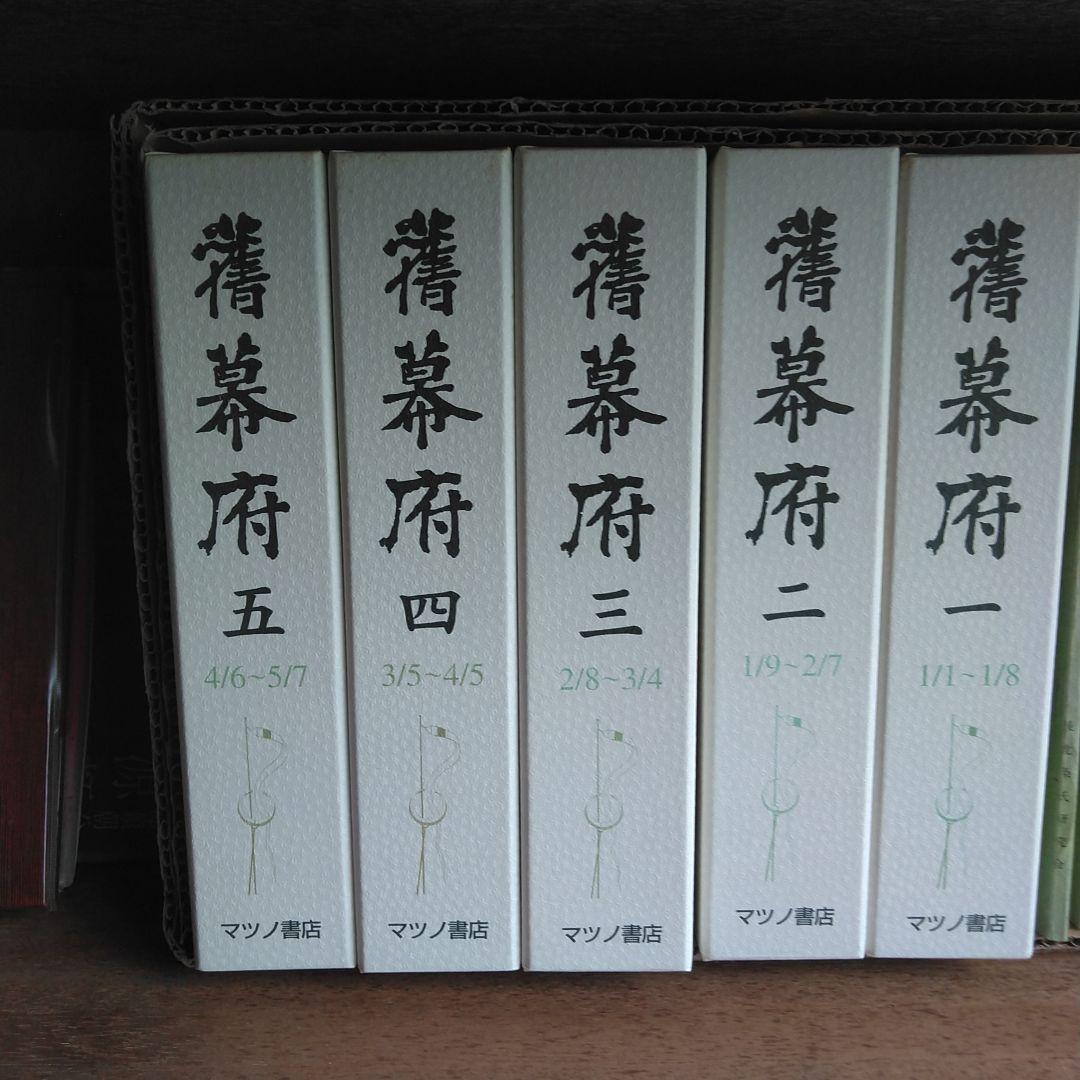 舊幕府 五
4/6~5/7
マツノ書店
舊幕府 四
3/5~4/5
マツノ書店
舊幕府 三
2/8~3/4
マツノ書店
舊幕府 二
1/9~2/7
マツノ書店
舊幕府 一
1/1~1/8
マツノ書店